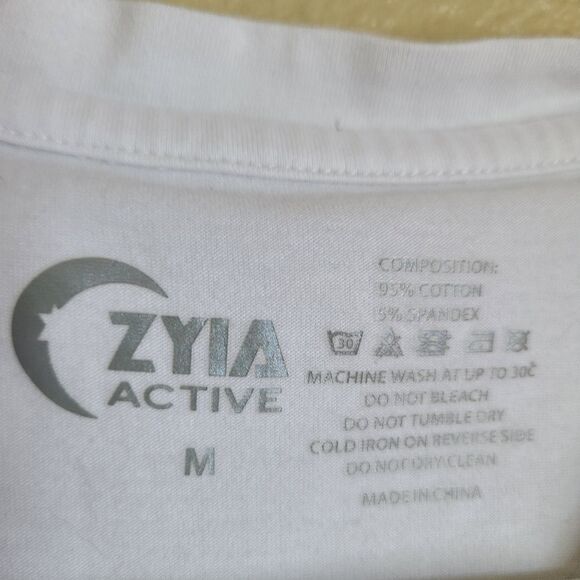 ZYIA
ACTIVE
M
COMPOSITION:
95% COTTON
5% SPANDEX
30
MACHINE WASH AT UP TO 30C
DO NOT BLEACH
DO NOT TUMBLE DRY
COLD IRON ON REVERSE SIDE
DO NOT DRY CLEAN
MADE IN CHINA